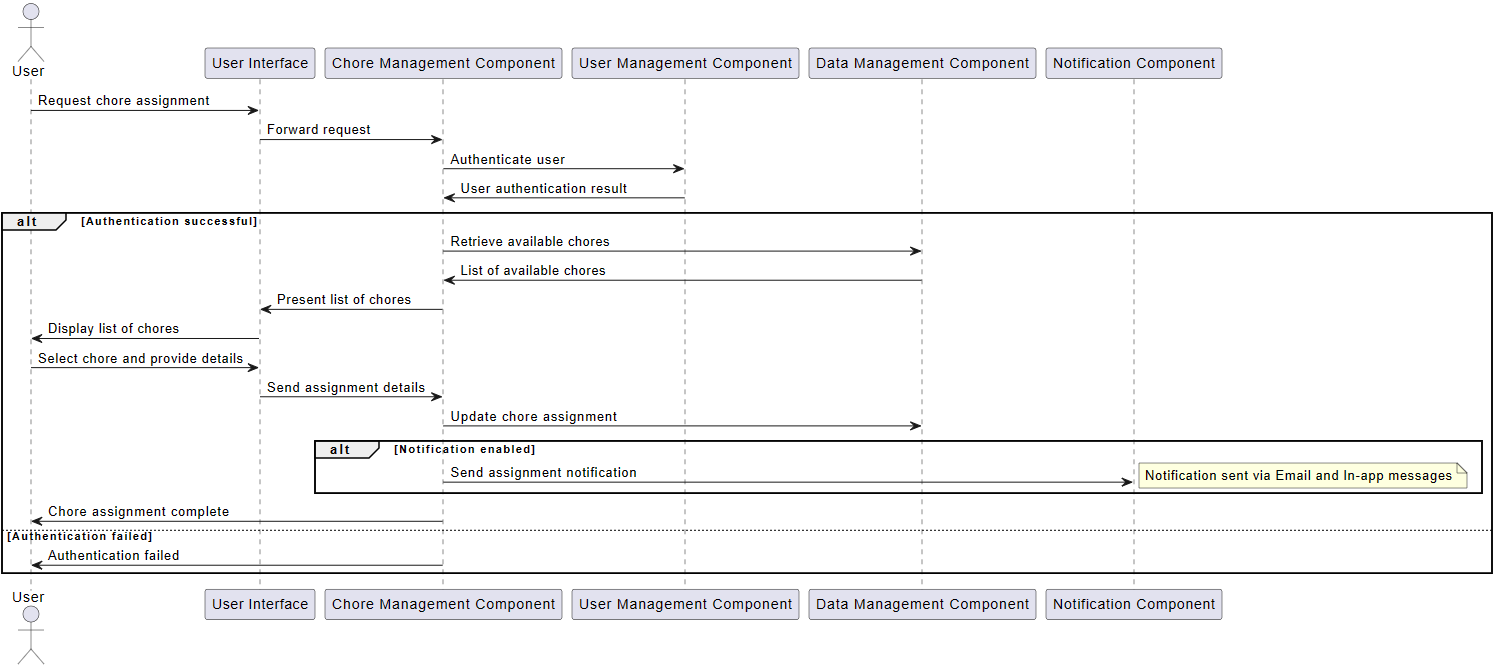 User
User Interface
Chore Management Component
User Management Component
Data Management Component
Notification Component
Request chore assignment
Forward request
Authenticate user
User authentication result
alt
[Authentication successful]
Retrieve available chores
List of available chores
Present list of chores
Display list of chores
Select chore and provide details
Send assignment details
Update chore assignment
alt
[Notification enabled]
Send assignment notification
Notification sent via Email and In-app messages
Chore assignment complete
[Authentication failed]
Authentication failed
User
User Interface
Chore Management Component
User Management Component
Data Management Component
Notification Component